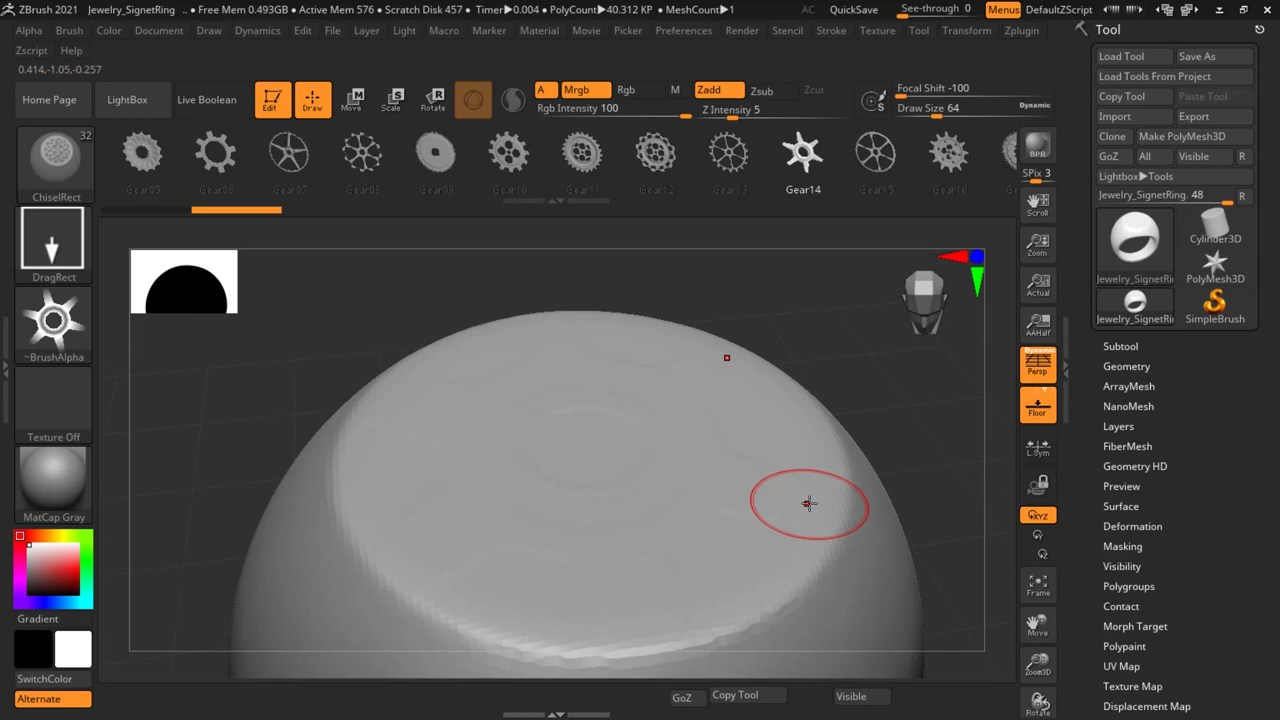 ZBrush 2021 Jewelry_SignetRing .. • Free Mem 0.493GB • Active Mem 576 • Scratch Disk 457 • Timer▶0.004 • PolyCount▶40.312 KP • MeshCount▶1 AC QuickSave See-through 0 Menus DefaultZScript
Alpha Brush Color Document Draw Dynamics Edit File Layer Light Macro Marker Material Movie Picker Preferences Render Stencil Stroke Texture Tool Transform Zplugin
Zscript Help
0.414,-1.05,-0.257
Home Page LightBox Live Boolean Edit Draw Move Scale Rotate A Mrgb Rgb M Zadd Zsub Zcut Focal Shift -100
Rgb Intensity 100 Z Intensity 5 S Draw Size 64 Dynamic
32
ChiselRect
Gear05 Gear06 Gear07 Gear08 Gear09 Gear10 Gear11 Gear12 Gear13 Gear14 Gear15 Gear16
DragRect
~BrushAlpha
Texture Off
MatCap Gray
Gradient
SwitchColor
Alternate
BPR
SPix 3
Scroll
Zoom
Actual
AAHalf
Dynamic
Persp
Floor
L.Sym
XYZ
Y
Z
Frame
Move
Zoom3D
Rotate
GoZ Copy Tool Visible
Tool
Load Tool Save As
Load Tools From Project
Copy Tool Paste Tool
Import Export
Clone Make PolyMesh3D
GoZ All Visible R
Lightbox▶Tools
Jewelry_SignetRing. 48 R
Cylinder3D
Jewelry_SignetRi PolyMesh3D
Jewelry_SignetRi SimpleBrush
Subtool
Geometry
ArrayMesh
NanoMesh
Layers
FiberMesh
Geometry HD
Preview
Surface
Deformation
Masking
Visibility
Polygroups
Contact
Morph Target
Polypaint
UV Map
Texture Map
Displacement Map